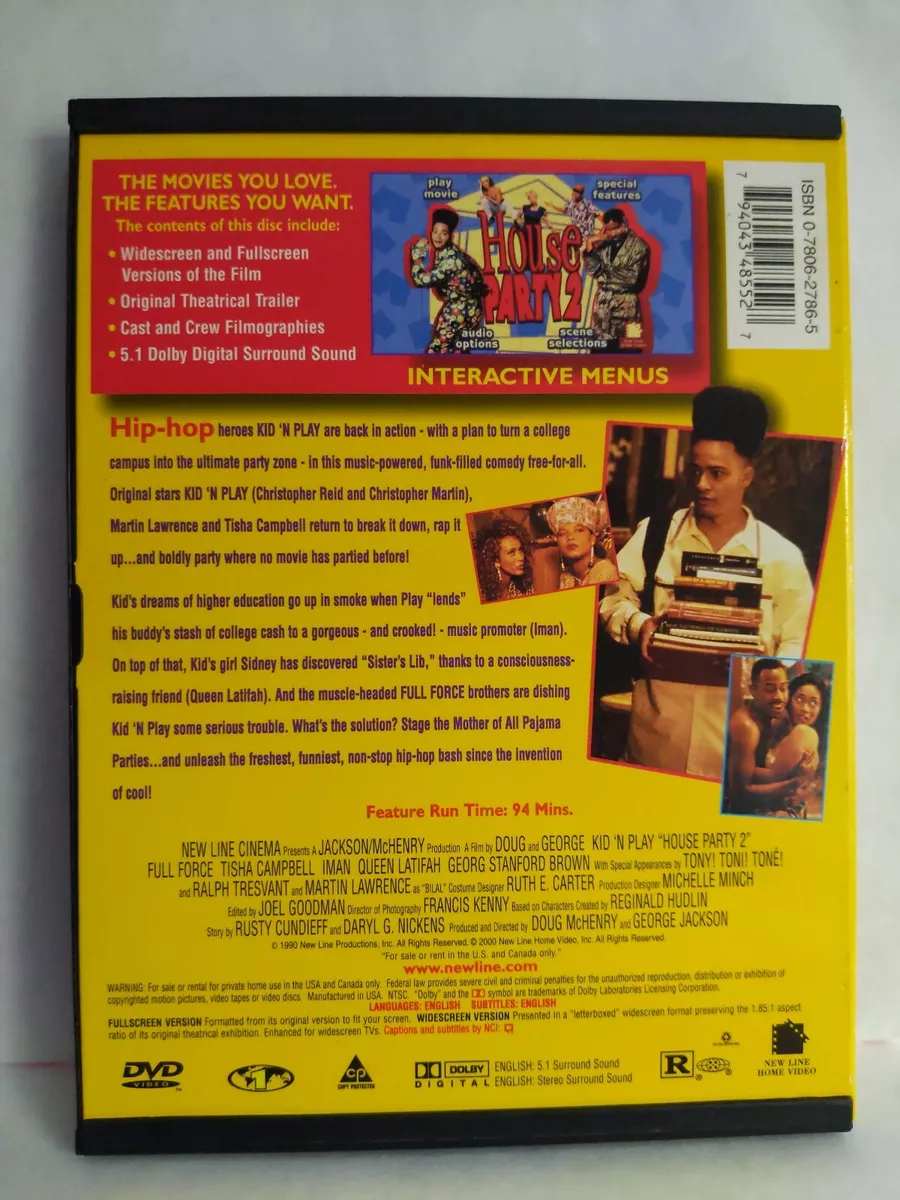 THE MOVIES YOU LOVE.
THE FEATURES YOU WANT.
The contents of this disc include:
• Widescreen and Fullscreen
Versions of the Film
• Original Theatrical Trailer
• Cast and Crew Filmographies
• 5.1 Dolby Digital Surround Sound
play
movie
special
features
House
PARTY 2
audio
options
scene
selections
INTERACTIVE MENUS
ISBN 0-7806-2786-5
7 94043 48552 7
Hip-hop heroes KID 'N PLAY are back in action - with a plan to turn a college
campus into the ultimate party zone - in this music-powered, funk-filled comedy free-for-all.
Original stars KID 'N PLAY (Christopher Reid and Christopher Martin),
Martin Lawrence and Tisha Campbell return to break it down, rap it
up...and boldly party where no movie has partied before!
Kid's dreams of higher education go up in smoke when Play "lends"
his buddy's stash of college cash to a gorgeous - and crooked! - music promoter (Iman).
On top of that, Kid's girl Sidney has discovered "Sister's Lib," thanks to a consciousness-
raising friend (Queen Latifah). And the muscle-headed FULL FORCE brothers are dishing
Kid 'N Play some serious trouble. What's the solution? Stage the Mother of All Pajama
Parties...and unleash the freshest, funniest, non-stop hip-hop bash since the invention
of cool!
Feature Run Time: 94 Mins.
NEW LINE CINEMA Presents A JACKSON/McHENRY Production A Film by DOUG and GEORGE KID 'N PLAY "HOUSE PARTY 2"
FULL FORCE TISHA CAMPBELL IMAN QUEEN LATIFAH GEORG STANFORD BROWN With Special Appearances by TONY! TONI! TONÉ!
and RALPH TRESVANT and MARTIN LAWRENCE as "BILAL" Costume Designer RUTH E. CARTER Production Designer MICHELLE MINCH
Edited by JOEL GOODMAN Director of Photography FRANCIS KENNY Based on Characters Created by REGINALD HUDLIN
Story by RUSTY CUNDIEFF and DARYL G. NICKENS Produced and Directed by DOUG McHENRY and GEORGE JACKSON
© 1990 New Line Productions, Inc. All Rights Reserved. © 2000 New Line Home Video, Inc. All Rights Reserved.
"For sale or rent in the U.S. and Canada only."
www.newline.com
WARNING: For sale or rental for private home use in the USA and Canada only. Federal law provides severe civil and criminal penalties for the unauthorized reproduction, distribution or exhibition of
copyrighted motion pictures, video tapes or video discs. Manufactured in USA. NTSC. "Dolby" and the symbol are trademarks of Dolby Laboratories Licensing Corporation.
LANGUAGES: ENGLISH SUBTITLES: ENGLISH
FULLSCREEN VERSION Formatted from its original version to fit your screen. WIDESCREEN VERSION Presented in a "letterboxed" widescreen format preserving the 1.85:1 aspect
ratio of its original theatrical exhibition. Enhanced for widescreen TVs. Captions and subtitles by NCI:
DVD
VIDEO
1
CP
COPY PROTECTED
DOLBY
DIGITAL
ENGLISH: 5.1 Surround Sound
ENGLISH: Stereo Surround Sound
R
NEW LINE
HOME VIDEO